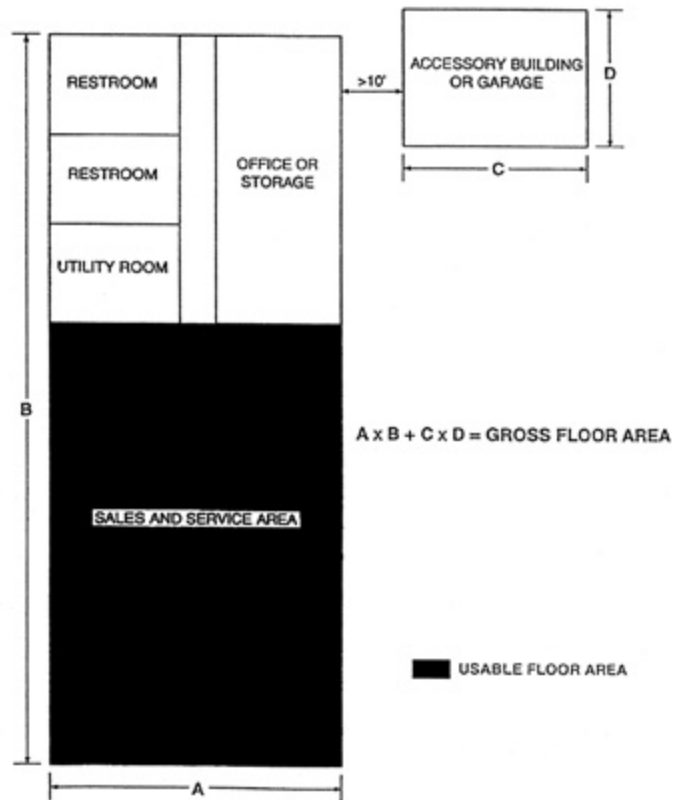 RESTROOM
RESTROOM
UTILITY ROOM
OFFICE OR
STORAGE
>10'
ACCESSORY BUILDING
OR GARAGE
D
C
B
A x B + C x D = GROSS FLOOR AREA
SALES AND SERVICE AREA
USABLE FLOOR AREA
A